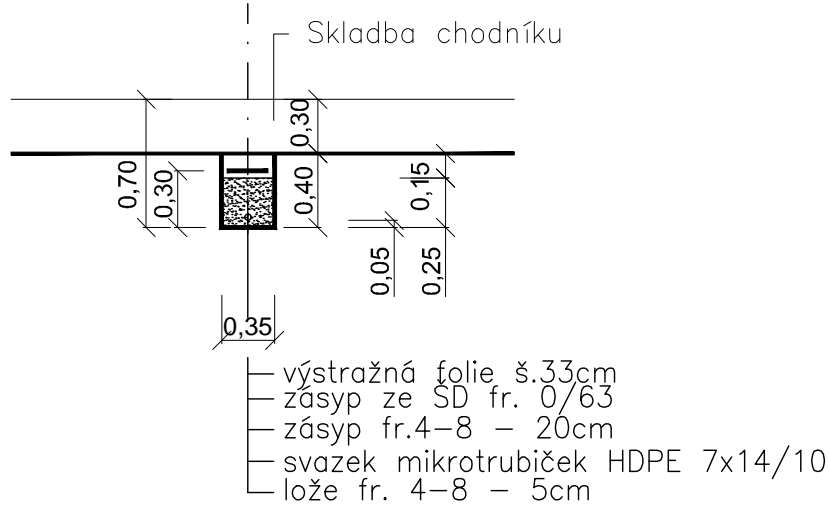 Skladba chodníku
0,30
0,70
0,30
0,40
0,15
0,05
0,25
0,35
výstražná folie š.33cm
zásyp ze ŠD fr. 0/63
zásyp fr.4-8 - 20cm
svazek mikrotrubiček HDPE 7x14/10
lože fr. 4-8 - 5cm